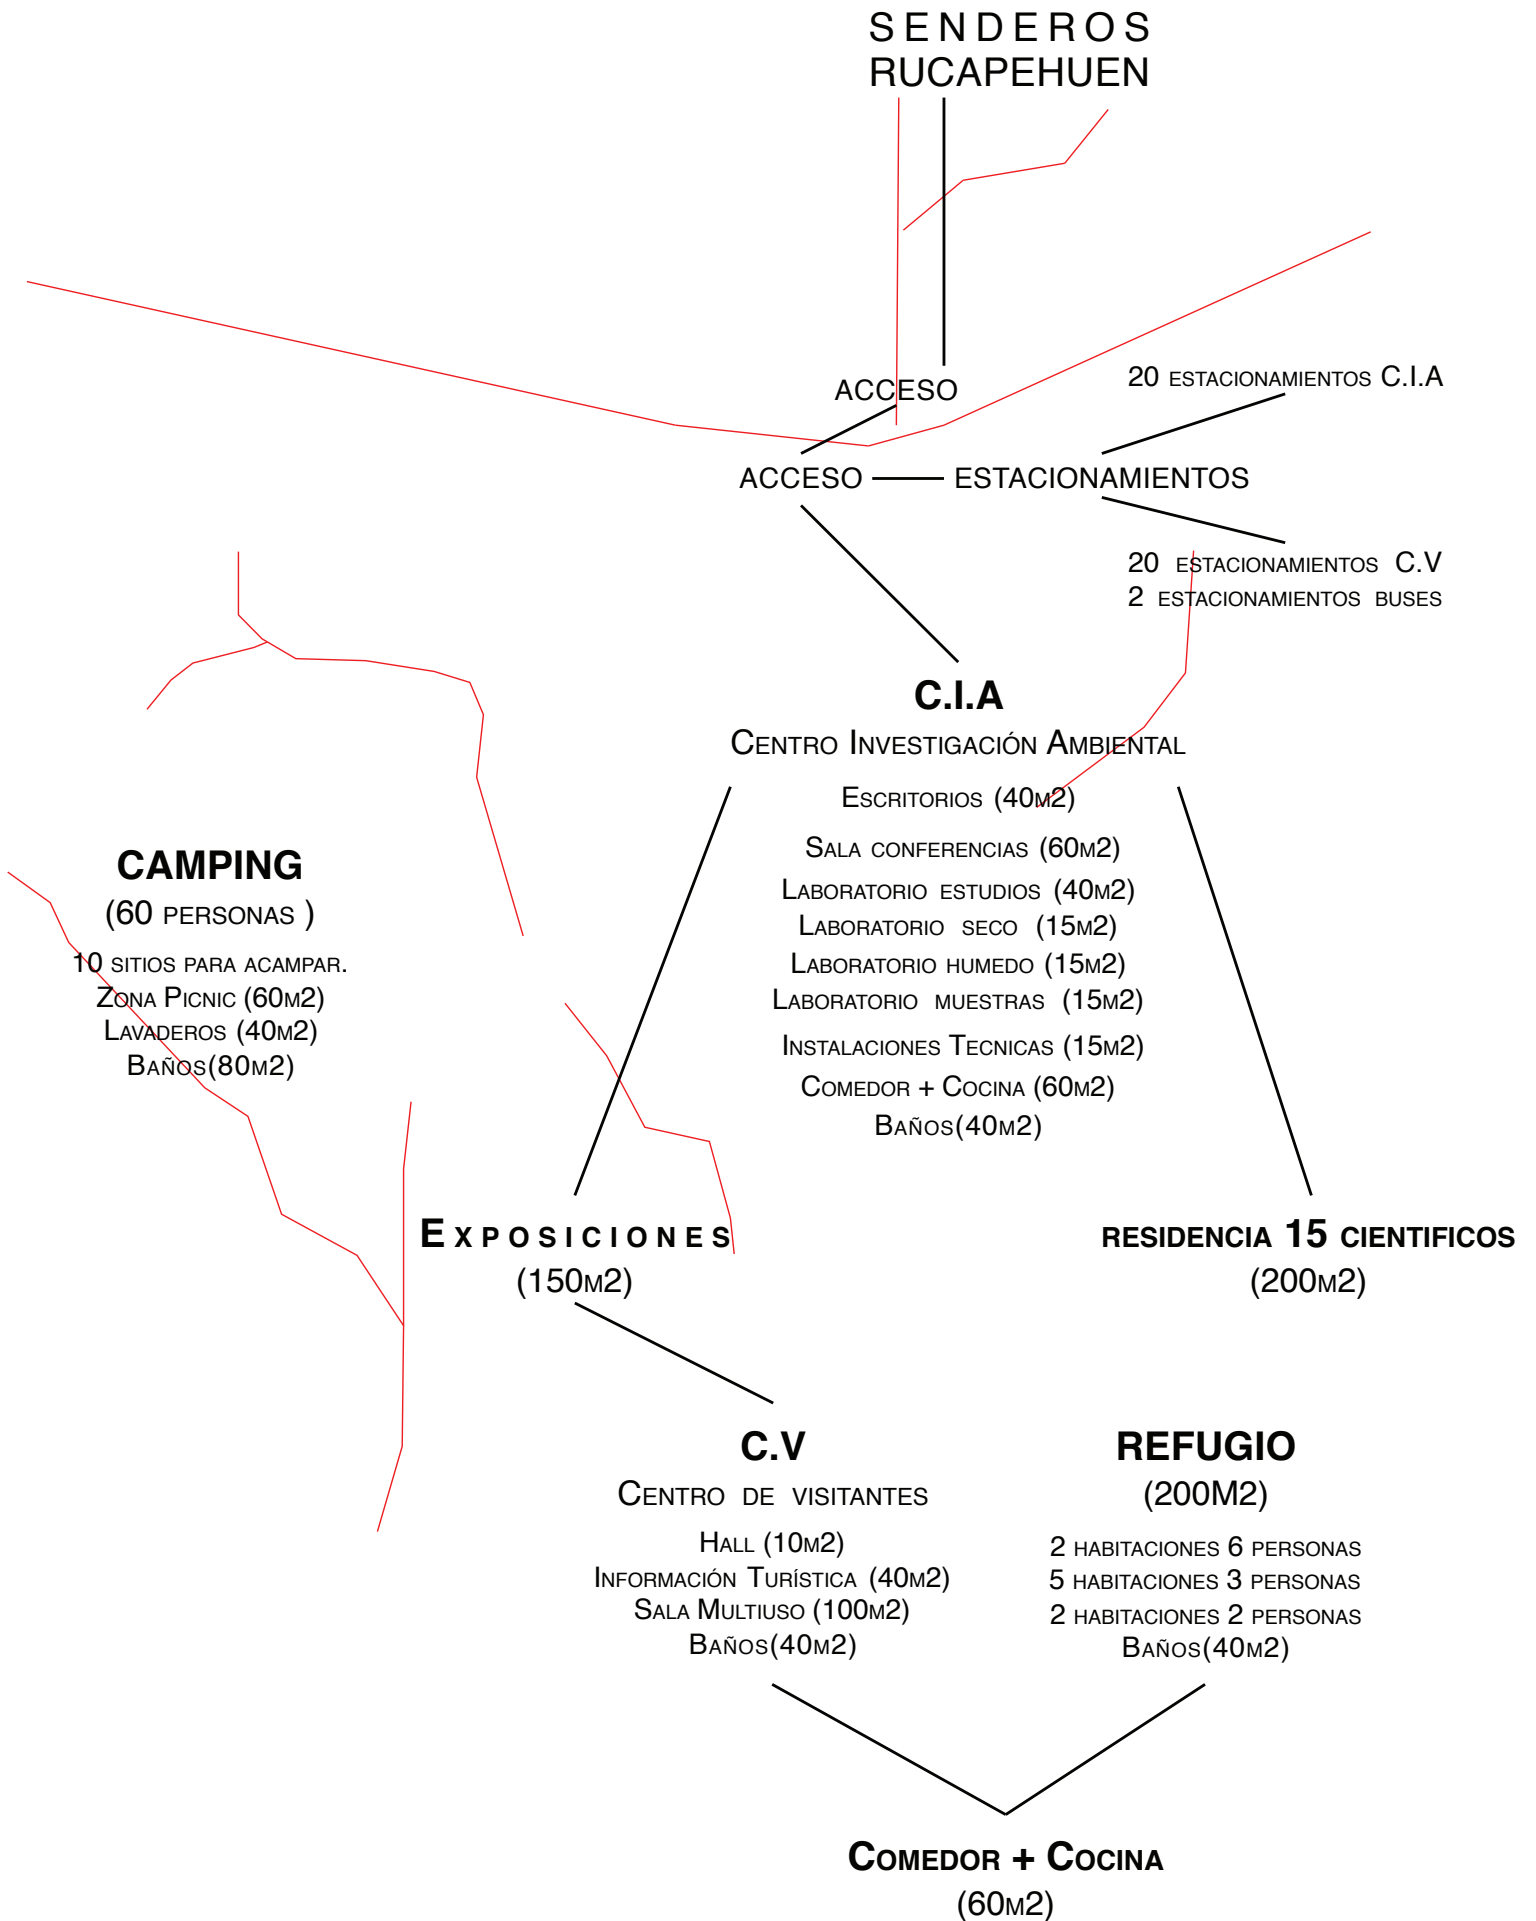 SENDEROS
RUCAPEHUEN
ACCESO
20 ESTACIONAMIENTOS C.I.A
ACCESO
ESTACIONAMIENTOS
20 ESTACIONAMIENTOS C.V
2 ESTACIONAMIENTOS BUSES
C.I.A
CENTRO INVESTIGACIÓN AMBIENTAL
ESCRITORIOS (40M2)
SALA CONFERENCIAS (60M2)
LABORATORIO ESTUDIOS (40M2)
LABORATORIO SECO (15M2)
LABORATORIO HUMEDO (15M2)
LABORATORIO MUESTRAS (15M2)
INSTALACIONES TECNICAS (15M2)
COMEDOR + COCINA (60M2)
BAÑOS(40M2)
CAMPING
(60 PERSONAS )
10 SITIOS PARA ACAMPAR.
ZONA PICNIC (60M2)
LAVADEROS (40M2)
BAÑOS(80M2)
EXPOSICIONES
(150M2)
RESIDENCIA 15 CIENTIFICOS
(200M2)
C.V
CENTRO DE VISITANTES
HALL (10M2)
INFORMACIÓN TURÍSTICA (40M2)
SALA MULTIUSO (100M2)
BAÑOS(40M2)
REFUGIO
(200M2)
2 HABITACIONES 6 PERSONAS
5 HABITACIONES 3 PERSONAS
2 HABITACIONES 2 PERSONAS
BAÑOS(40M2)
COMEDOR + COCINA
(60M2)